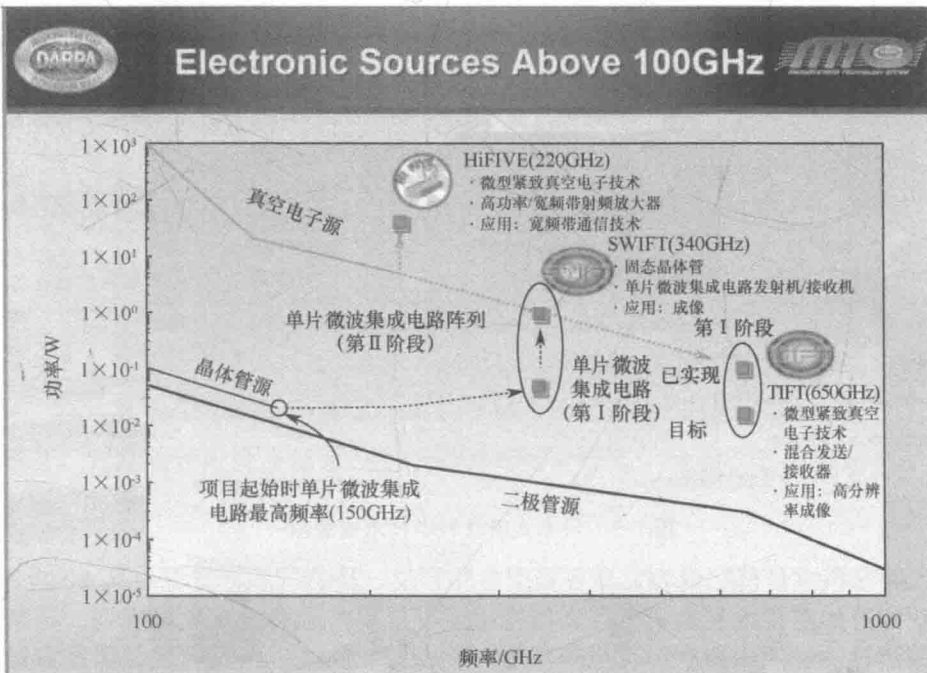 DARPA
Electronic Sources Above 100GHz
MTO
1×10³
1×10²
1×10¹
1×10⁰
1×10⁻¹
1×10⁻²
1×10⁻³
1×10⁻⁴
1×10⁻⁵
功率/W
100
1000
频率/GHz
真空电子源
HiFIVE(220GHz)
·微型紧致真空电子技术
·高功率/宽频带射频放大器
·应用：宽频带通信技术
SWIFT(340GHz)
·固态晶体管
·单片微波集成电路发射机/接收机
·应用：成像
单片微波集成电路阵列
(第Ⅱ阶段)
第Ⅰ阶段
晶体管源
单片微波
集成电路
(第Ⅰ阶段)
已实现
目标
TIFT(650GHz)
·微型紧致真空
电子技术
·混合发送/
接收器
·应用：高分辨
率成像
项目起始时单片微波集成
电路最高频率(150GHz)
二极管源